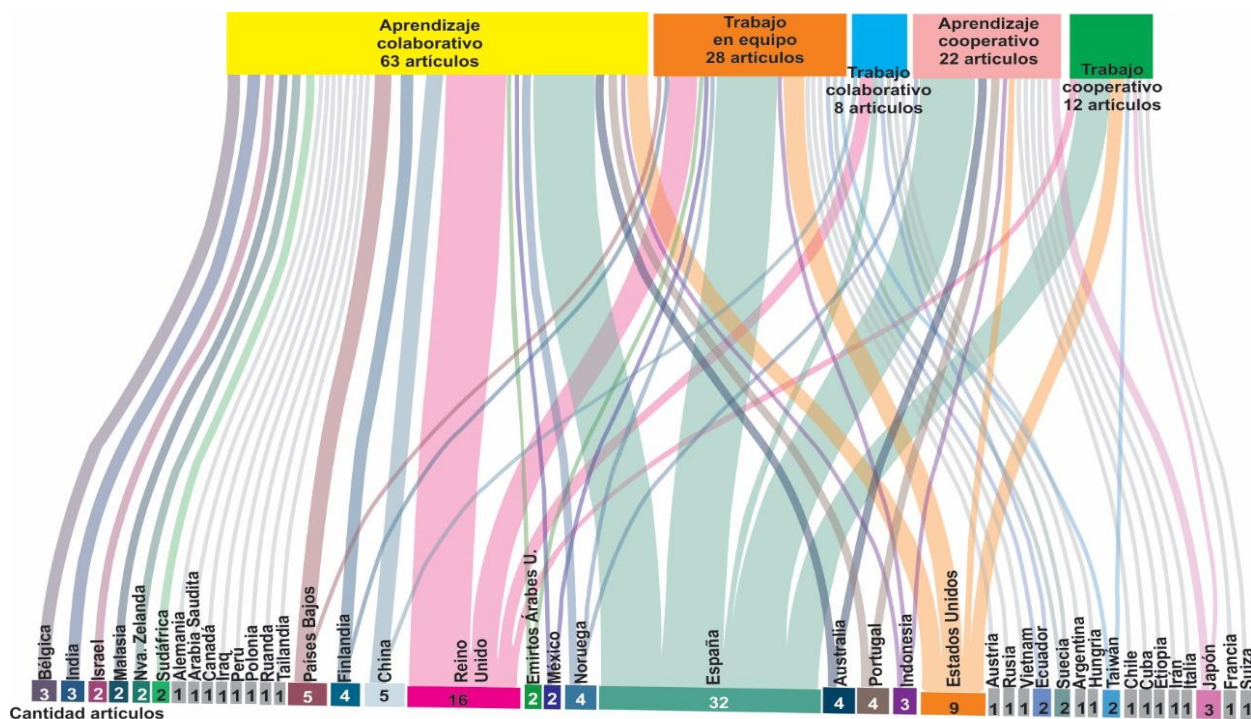 Aprendizaje
colaborativo
63 artículos
Trabajo
en equipo
28 artículos
Trabajo
colaborativo
8 artículos
Aprendizaje
cooperativo
22 artículos
Trabajo
cooperativo
12 artículos
Bélgica
India
Israel
Malasia
Nva. Zelanda
Sudáfrica
Alemania
Arabia Saudita
Canadá
Iraq
Perú
Polonia
Ruanda
Tailandia
Países Bajos
Finlandia
China
Reino
Unido
Emirtos Árabes U.
México
Noruega
España
Australia
Portugal
Indonesia
Estados Unidos
Austria
Rusia
Vietnam
Ecuador
Suecia
Argentina
Hungría
Taiwán
Chile
Cuba
Etiopía
Irán
Italia
Japón
Francia
Suiza
3 3 2 2 2 2 1 1 1 1 1 1 1 1 5 4 5 16 2 2 4 32 4 4 3 9 1 1 1 2 2 1 1 2 1 1 1 1 1 3 1 1
Cantidad artículos